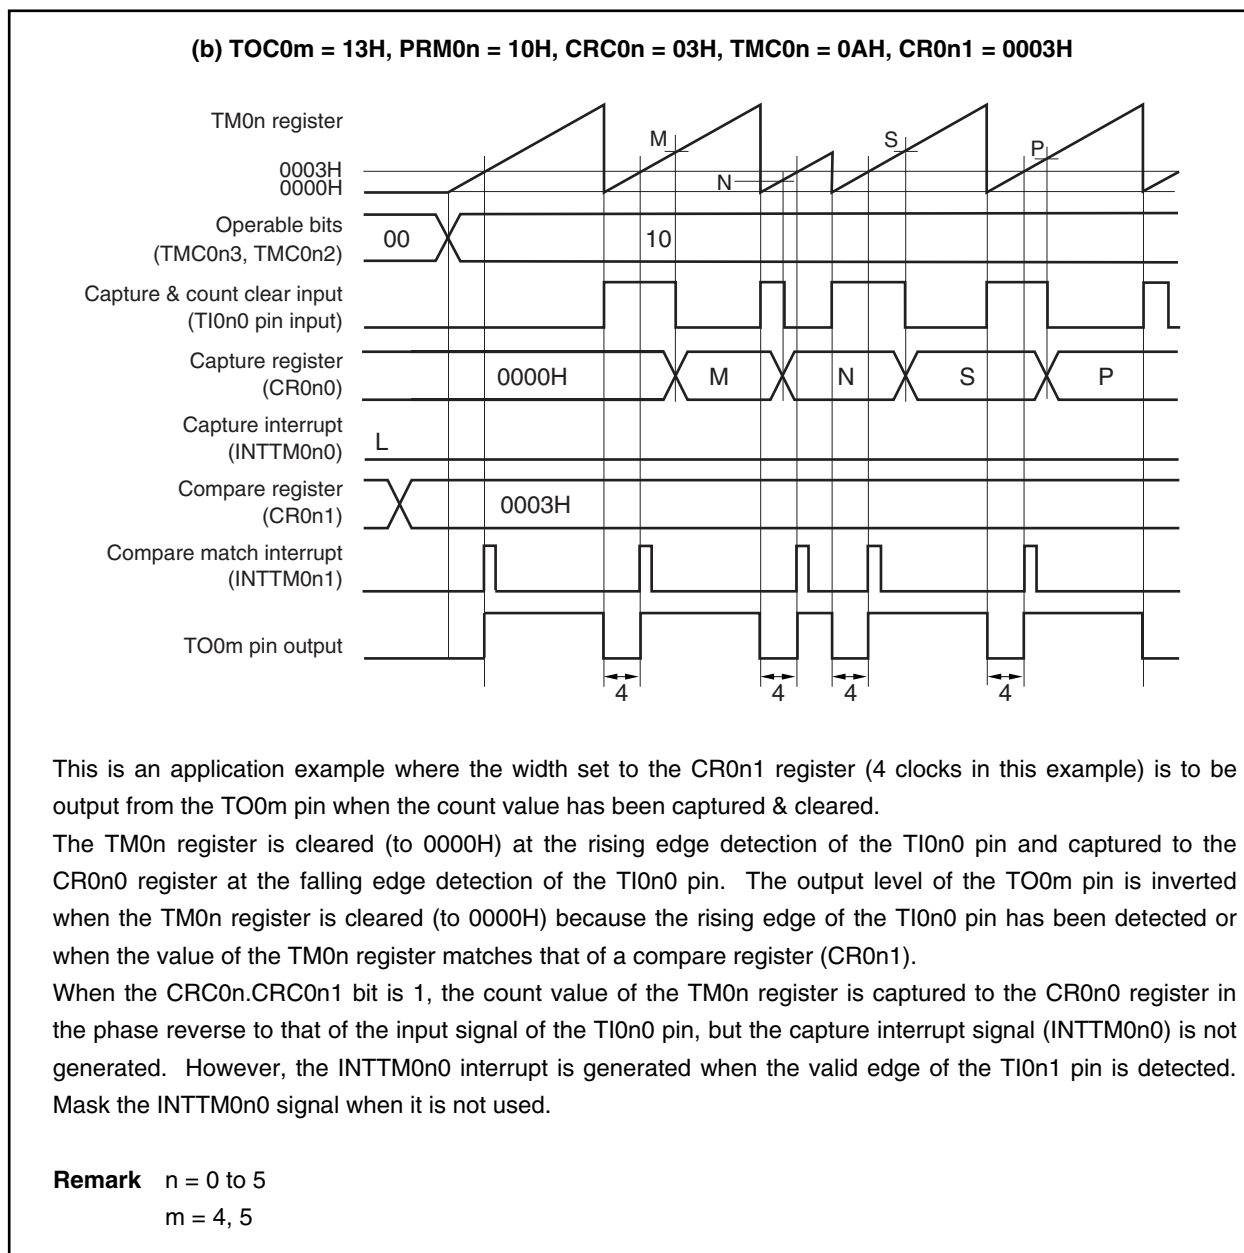 (b) TOC0m = 13H, PRM0n = 10H, CRC0n = 03H, TMC0n = 0AH, CR0n1 = 0003H
TM0n register
M
S
P
N
0003H
0000H
Operable bits
(TMC0n3, TMC0n2)
00
10
Capture & count clear input
(TI0n0 pin input)
Capture register
(CR0n0)
0000H
M
N
S
P
Capture interrupt
(INTTM0n0)
L
Compare register
(CR0n1)
0003H
Compare match interrupt
(INTTM0n1)
TO0m pin output
4
4
4
4
This is an application example where the width set to the CR0n1 register (4 clocks in this example) is to be
output from the TO0m pin when the count value has been captured & cleared.
The TM0n register is cleared (to 0000H) at the rising edge detection of the TI0n0 pin and captured to the
CR0n0 register at the falling edge detection of the TI0n0 pin. The output level of the TO0m pin is inverted
when the TM0n register is cleared (to 0000H) because the rising edge of the TI0n0 pin has been detected or
when the value of the TM0n register matches that of a compare register (CR0n1).
When the CRC0n.CRC0n1 bit is 1, the count value of the TM0n register is captured to the CR0n0 register in
the phase reverse to that of the input signal of the TI0n0 pin, but the capture interrupt signal (INTTM0n0) is not
generated. However, the INTTM0n0 interrupt is generated when the valid edge of the TI0n1 pin is detected.
Mask the INTTM0n0 signal when it is not used.
Remark n = 0 to 5
m = 4, 5